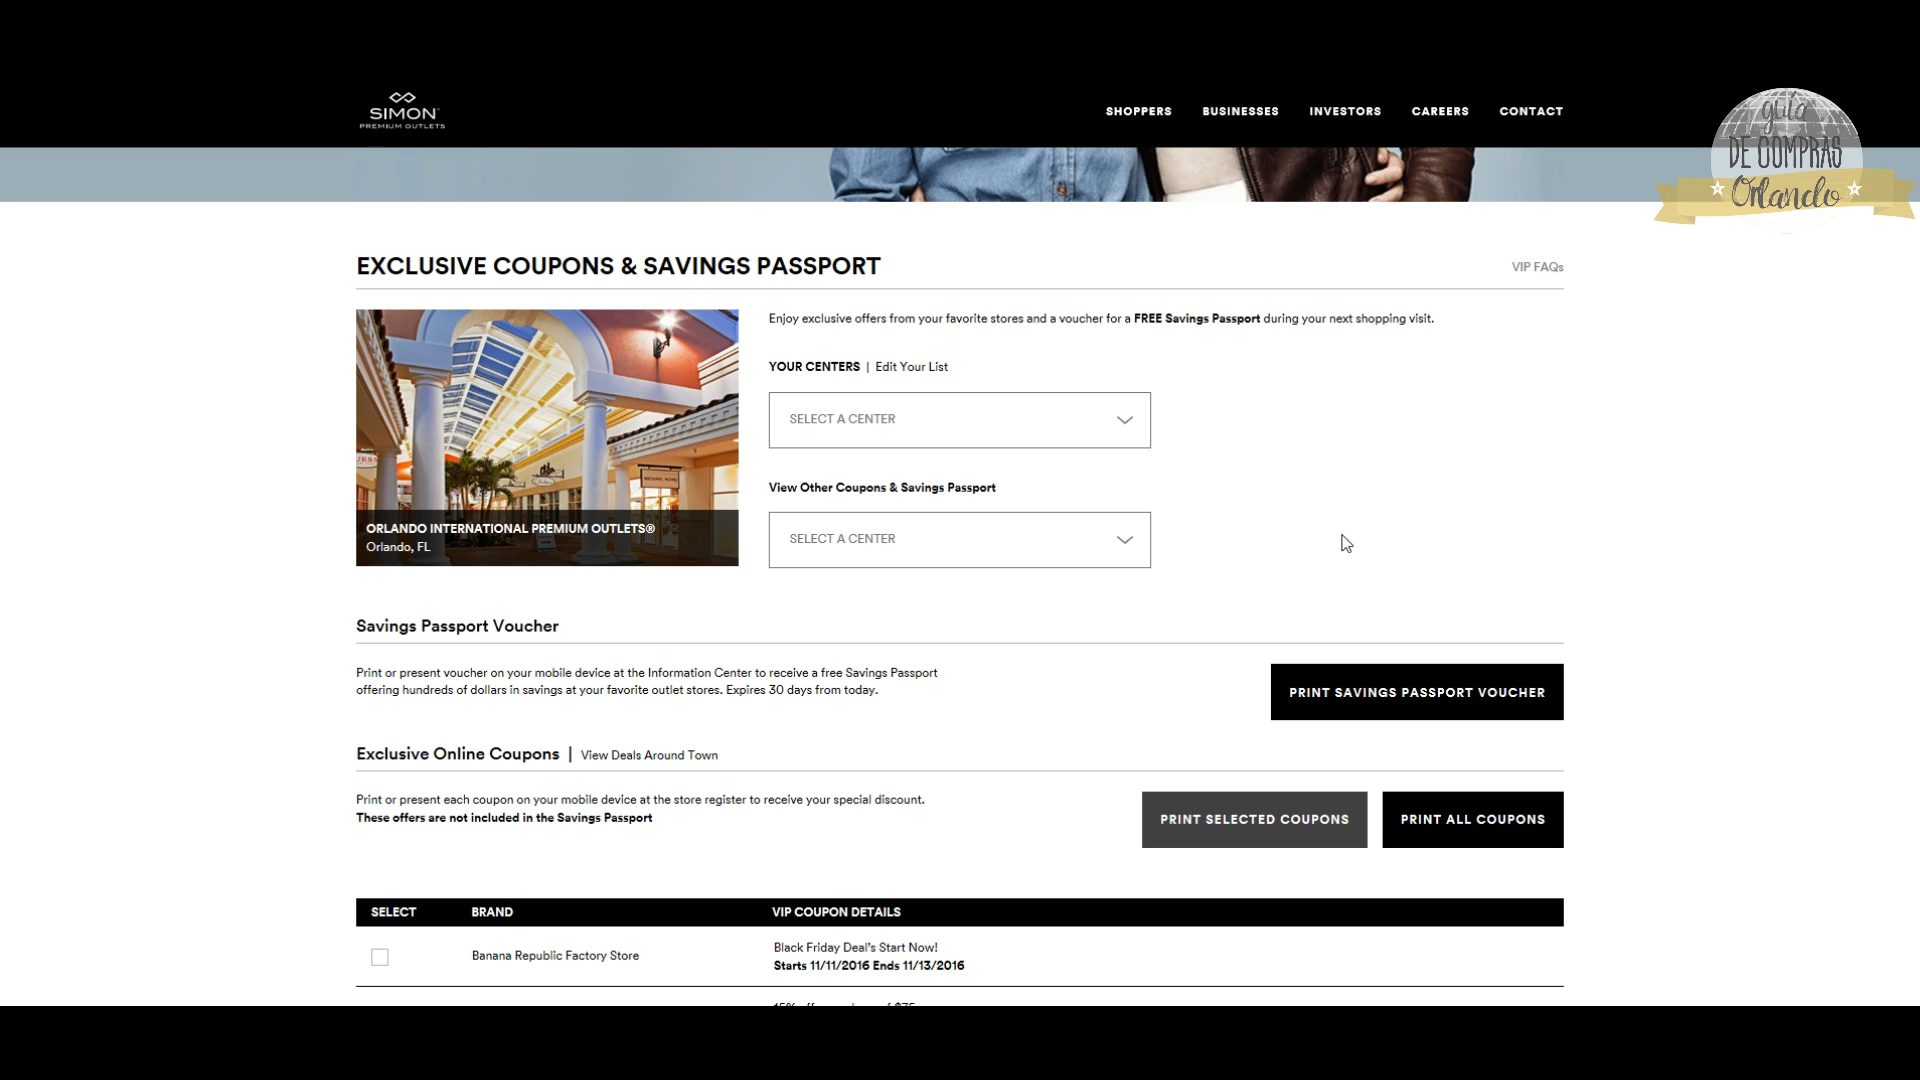 SIMON
PREMIUM OUTLETS
SHOPPERS
BUSINESSES
INVESTORS
CAREERS
CONTACT
guía
DE COMPRAS
Orlando
EXCLUSIVE COUPONS & SAVINGS PASSPORT
VIP FAQs
Enjoy exclusive offers from your favorite stores and a voucher for a FREE Savings Passport during your next shopping visit.
YOUR CENTERS | Edit Your List
SELECT A CENTER
View Other Coupons & Savings Passport
SELECT A CENTER
MICHAEL KORS
ORLANDO INTERNATIONAL PREMIUM OUTLETS®
Orlando, FL
Savings Passport Voucher
Print or present voucher on your mobile device at the Information Center to receive a free Savings Passport
offering hundreds of dollars in savings at your favorite outlet stores. Expires 30 days from today.
PRINT SAVINGS PASSPORT VOUCHER
Exclusive Online Coupons | View Deals Around Town
Print or present each coupon on your mobile device at the store register to receive your special discount.
These offers are not included in the Savings Passport
PRINT SELECTED COUPONS
PRINT ALL COUPONS
SELECT
BRAND
VIP COUPON DETAILS
Banana Republic Factory Store
Black Friday Deal's Start Now!
Starts 11/11/2016 Ends 11/13/2016